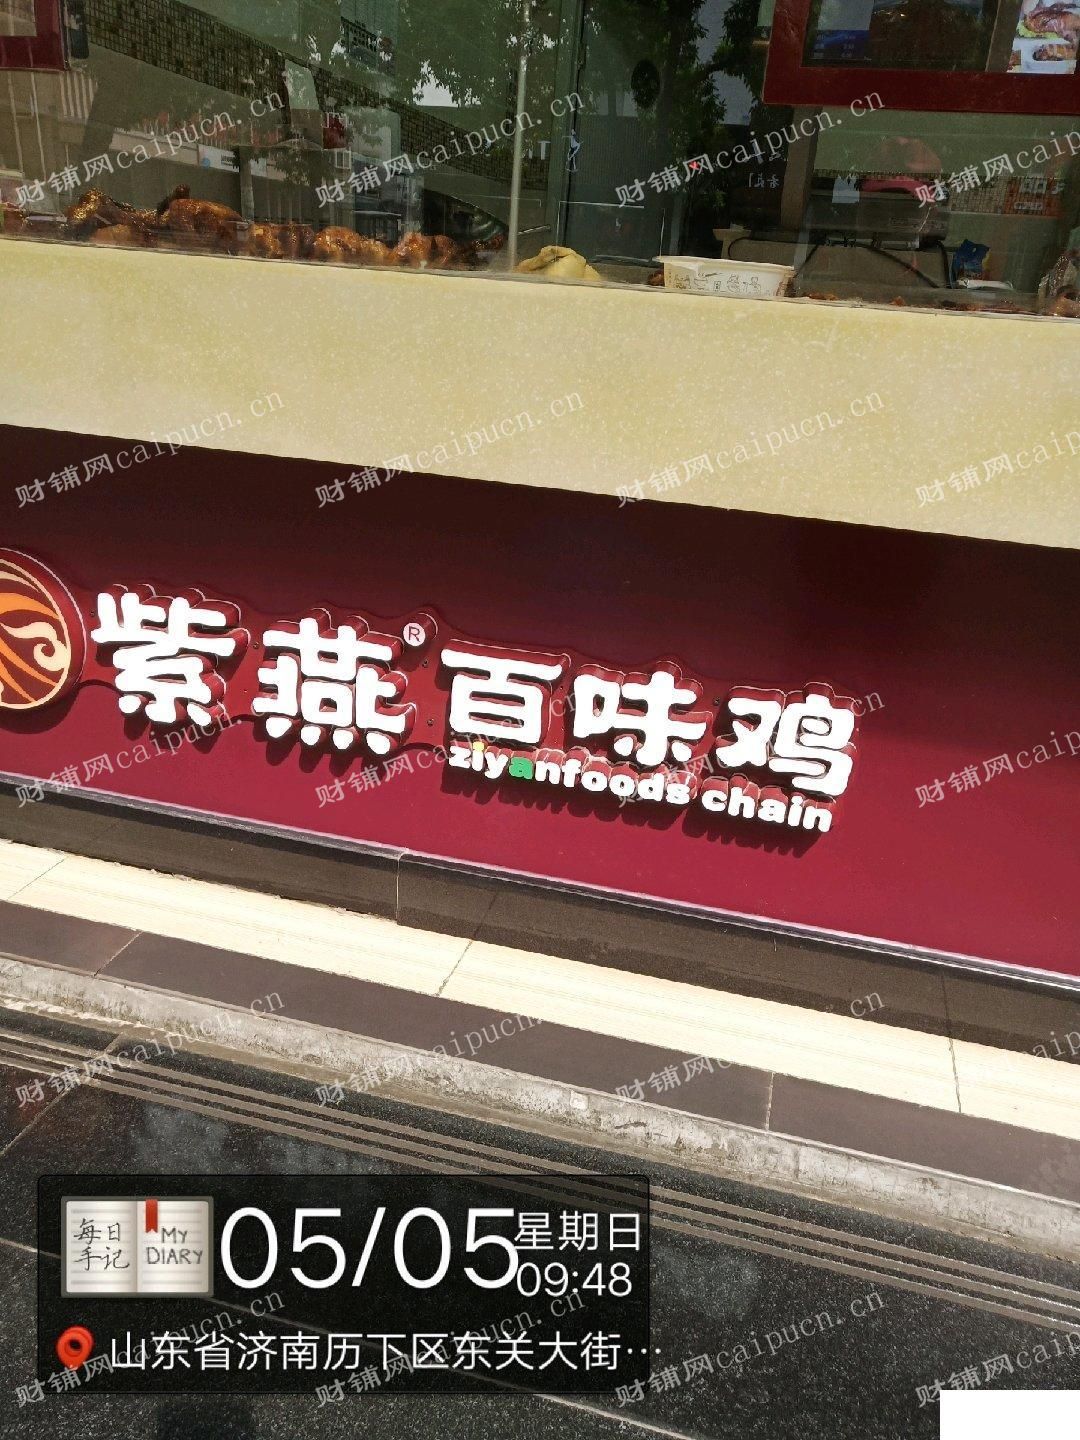 紫燕®百味鸡
ziyanfoods chain
每日手记
My DIARY
05/05
星期日
09:48
山东省济南历下区东关大街…
财铺网caipucn.cn